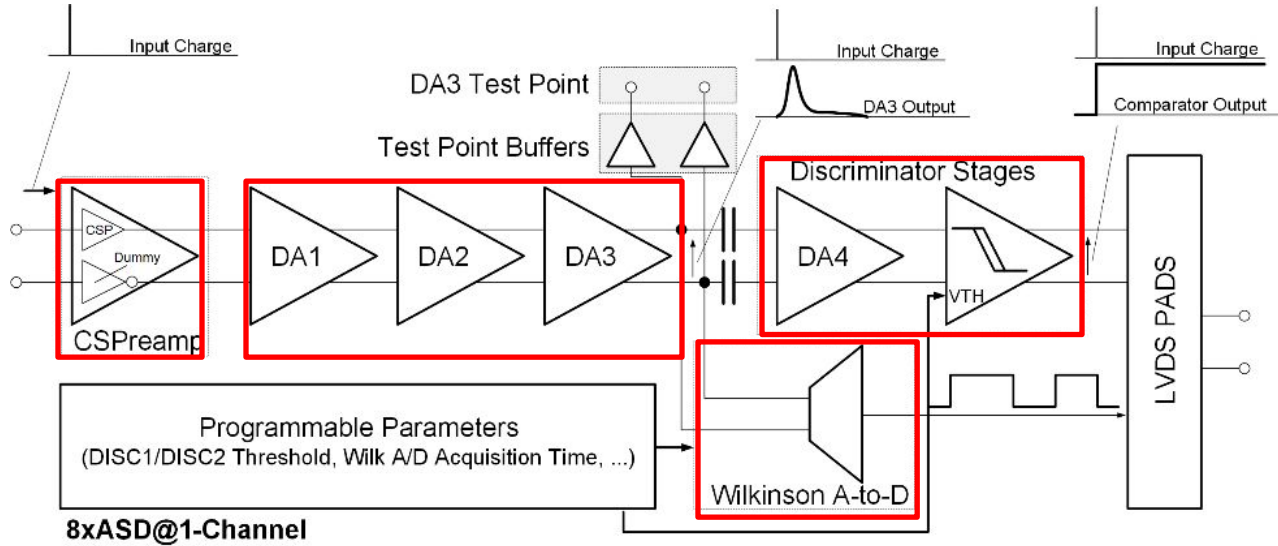 Input Charge
Input Charge
DA3 Output
Input Charge
Comparator Output
DA3 Test Point
Test Point Buffers
Discriminator Stages
CSP
Dummy
CSPreamp
DA1
DA2
DA3
DA4
VTH
LVDS PADS
Programmable Parameters
(DISC1/DISC2 Threshold, Wilk A/D Acquisition Time, ...)
Wilkinson A-to-D
8xASD@1-Channel